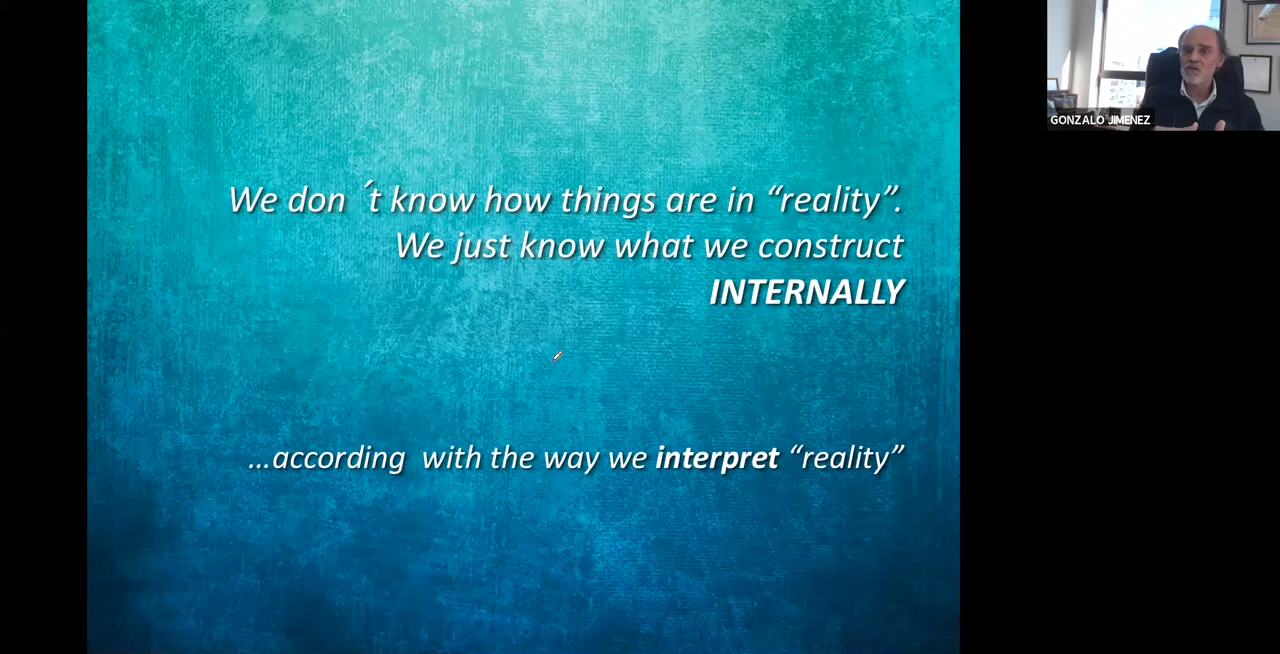 We don ´t know how things are in “reality”.
We just know what we construct
INTERNALLY
…according  with the way we interpret “reality”
GONZALO JIMENEZ